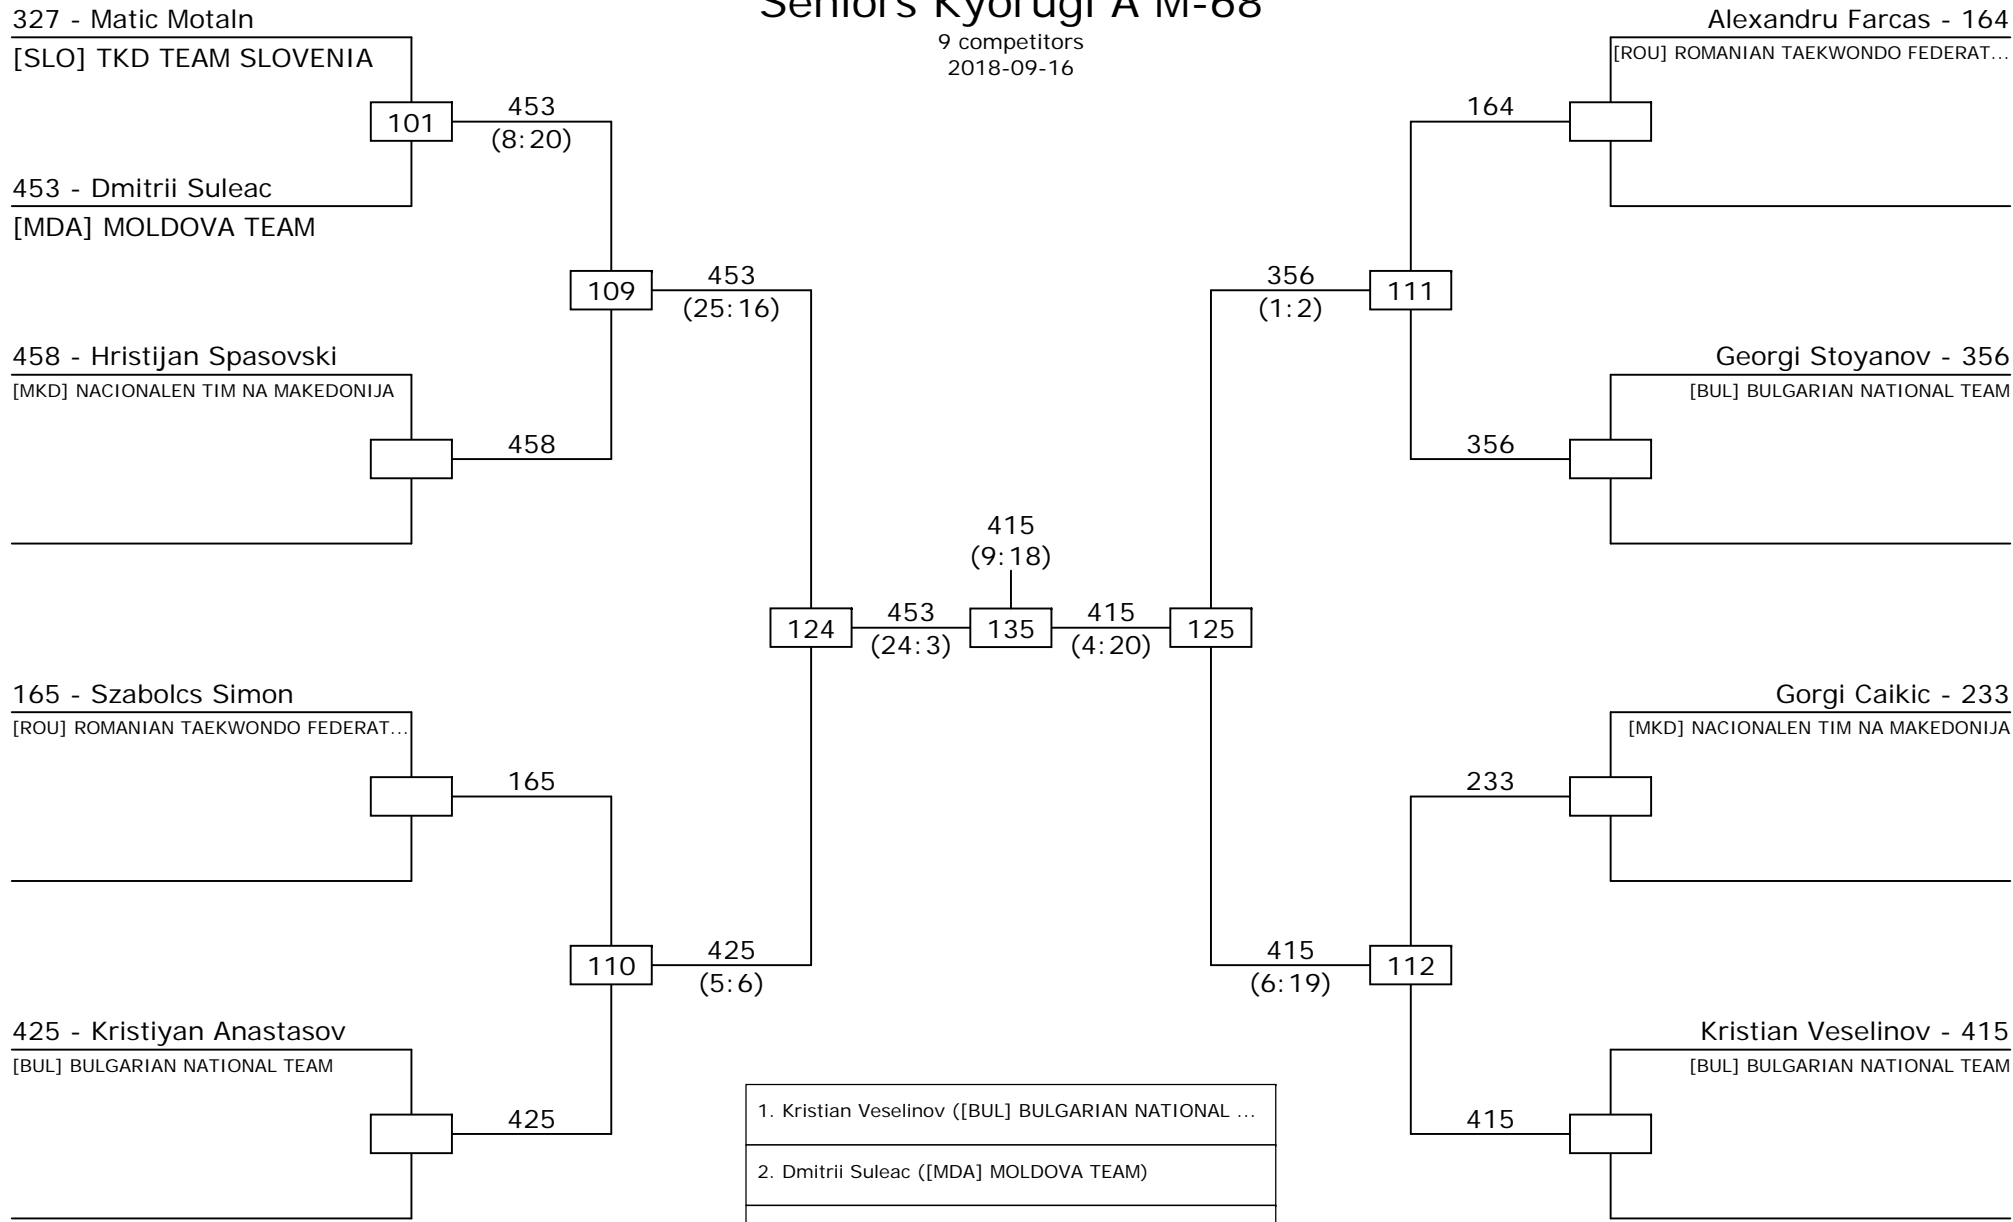 Seniors Kyorugi A M-68
9 competitors
2018-09-16
327 - Matic Motaln
[SLO] TKD TEAM SLOVENIA
101
453
(8:20)
453 - Dmitrii Suleac
[MDA] MOLDOVA TEAM
109
453
(25:16)
458 - Hristijan Spasovski
[MKD] NACIONALEN TIM NA MAKEDONIJA
458
124
453
(24:3)
165 - Szabolcs Simon
[ROU] ROMANIAN TAEKWONDO FEDERAT...
165
110
425
(5:6)
425 - Kristiyan Anastasov
[BUL] BULGARIAN NATIONAL TEAM
425
415
(9:18)
135
Alexandru Farcas - 164
[ROU] ROMANIAN TAEKWONDO FEDERAT...
164
356
(1:2)
111
Georgi Stoyanov - 356
[BUL] BULGARIAN NATIONAL TEAM
356
415
(4:20)
125
Gorgi Caikic - 233
[MKD] NACIONALEN TIM NA MAKEDONIJA
233
415
(6:19)
112
Kristian Veselinov - 415
[BUL] BULGARIAN NATIONAL TEAM
415
1. Kristian Veselinov ([BUL] BULGARIAN NATIONAL ...
2. Dmitrii Suleac ([MDA] MOLDOVA TEAM)